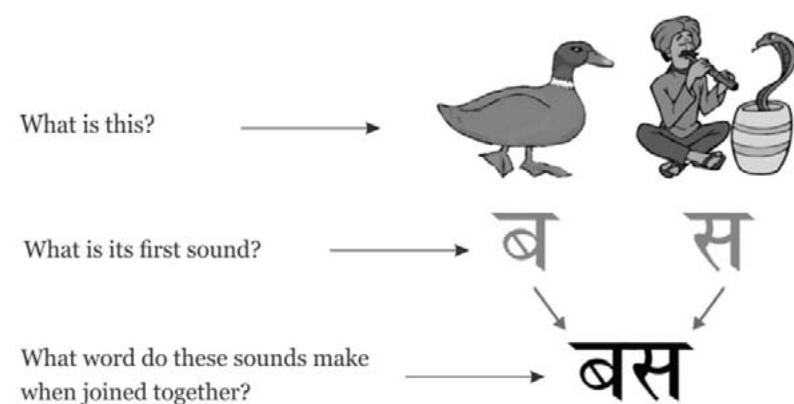 What is this?
What is its first sound?
ब स
What word do these sounds make
when joined together?
बस